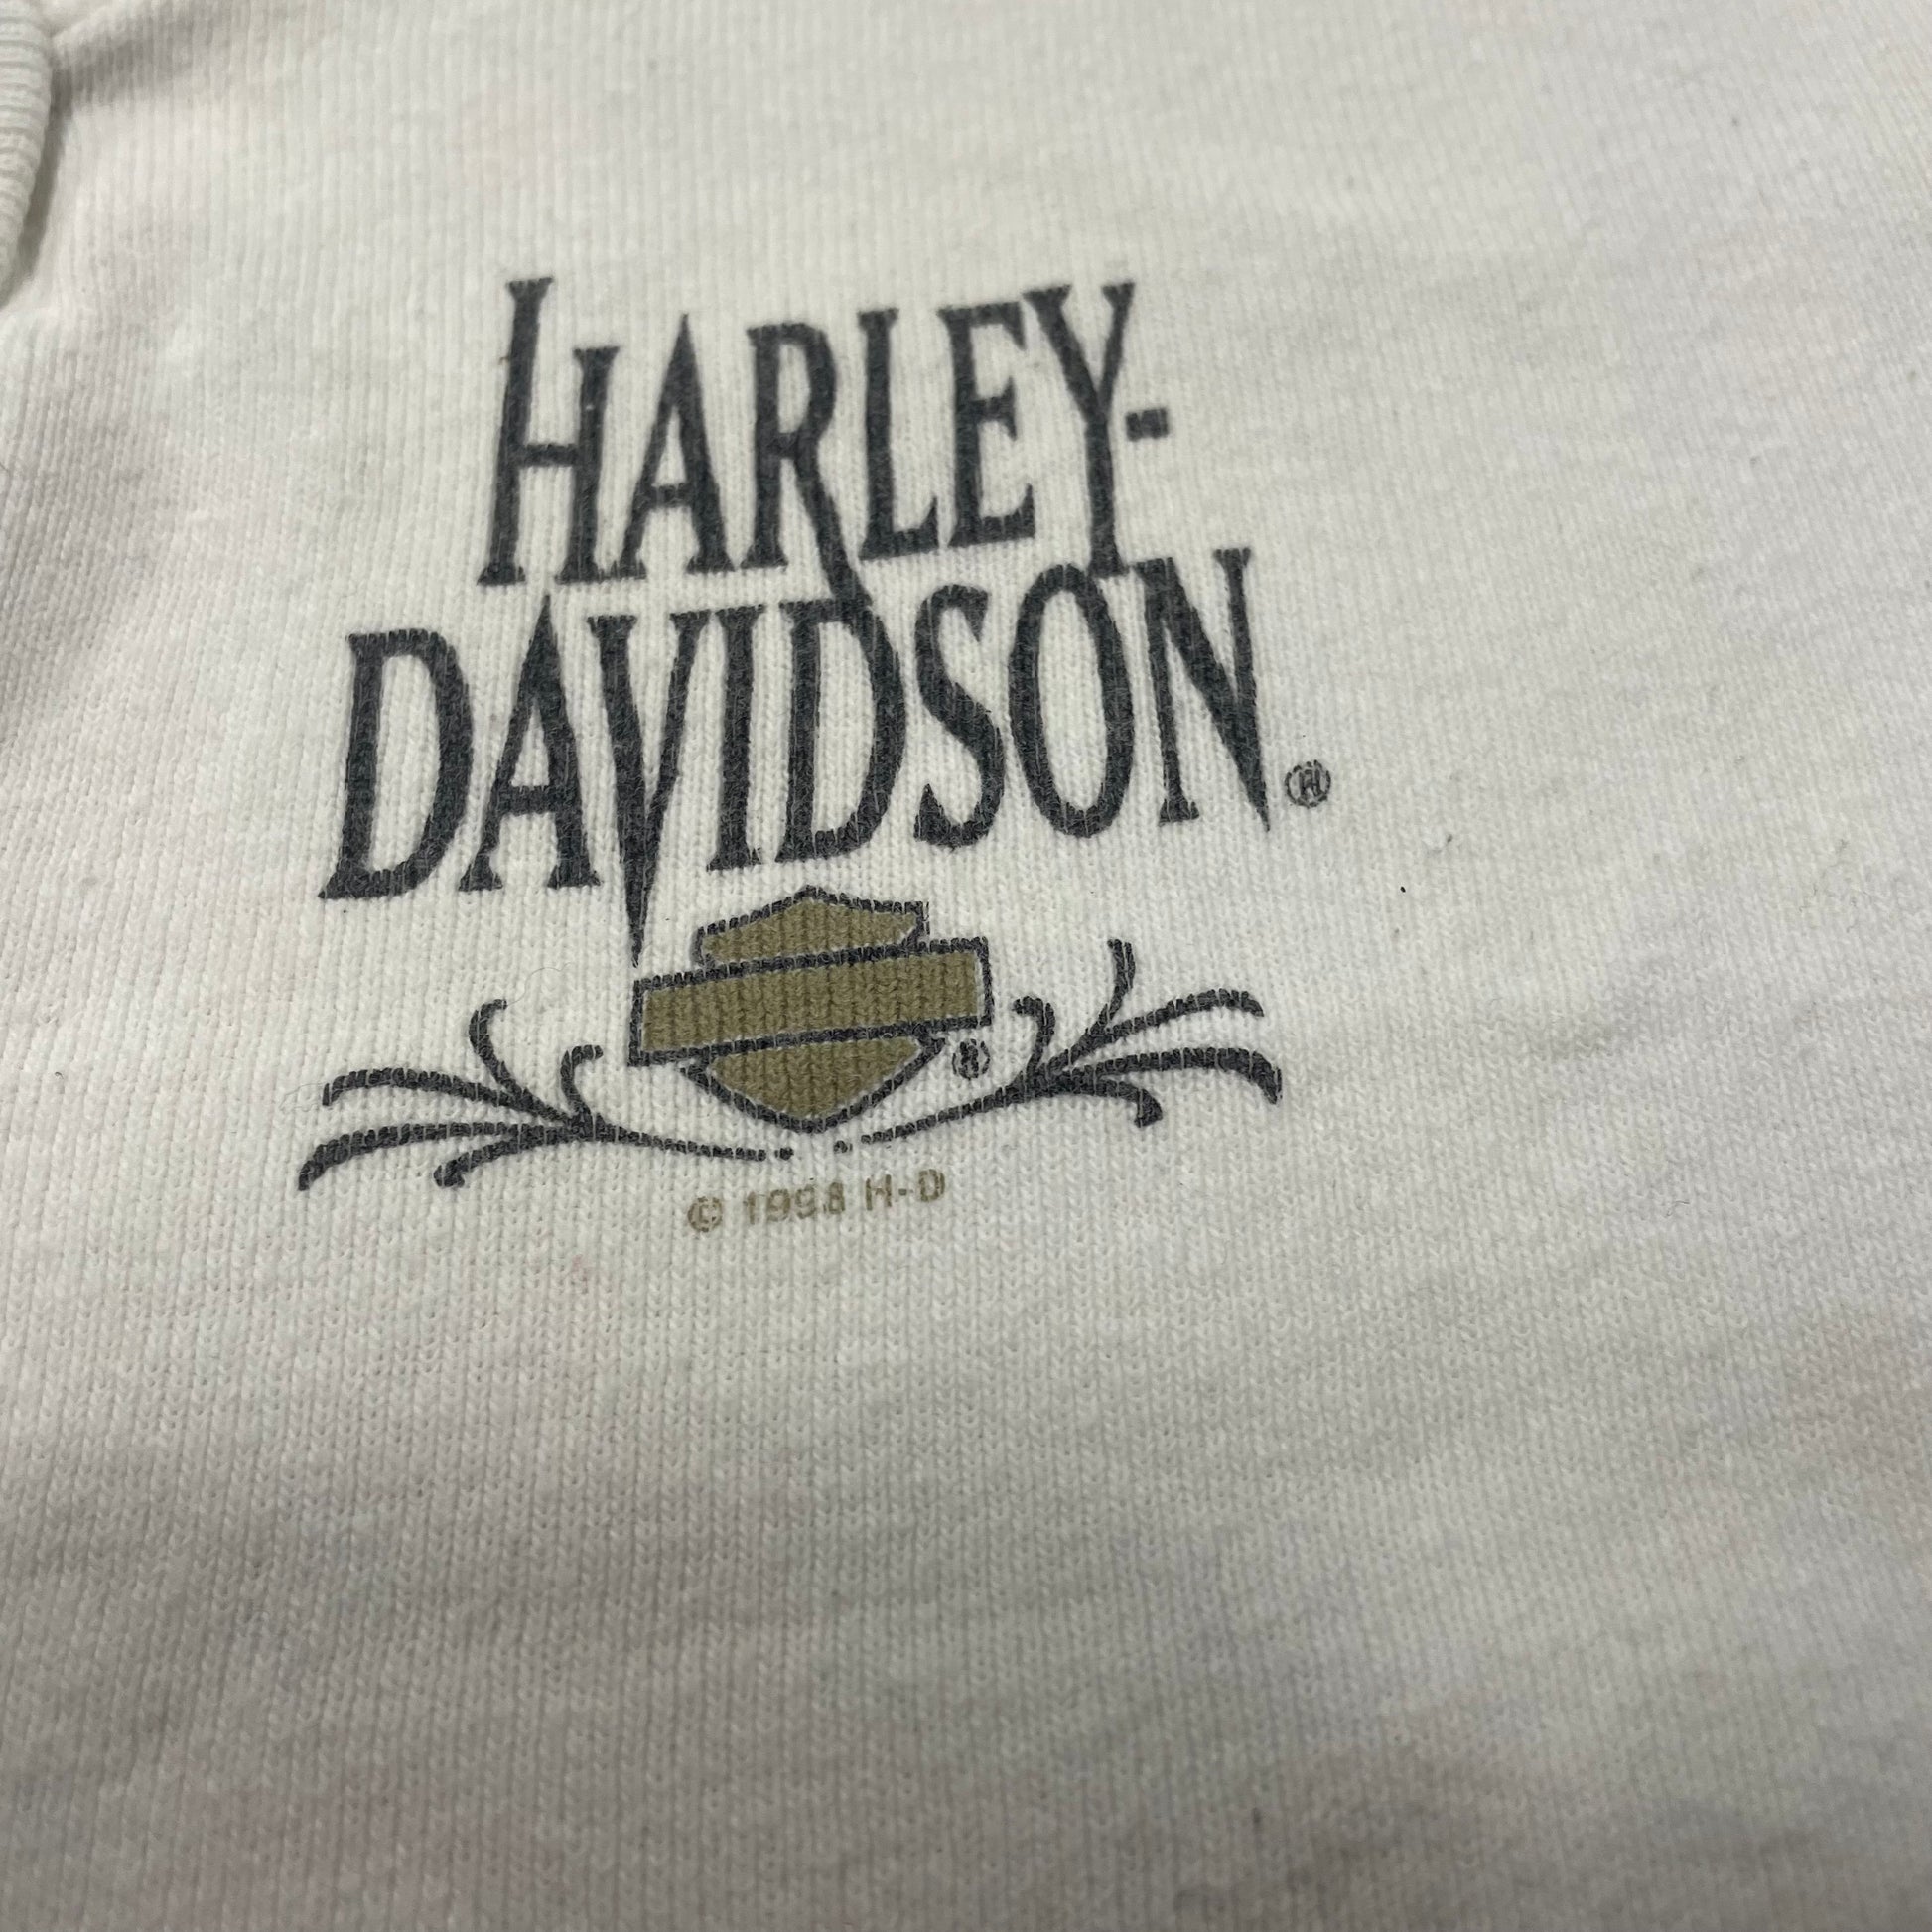 HARLEY-
DAVIDSON®
®
© 1998 H-D